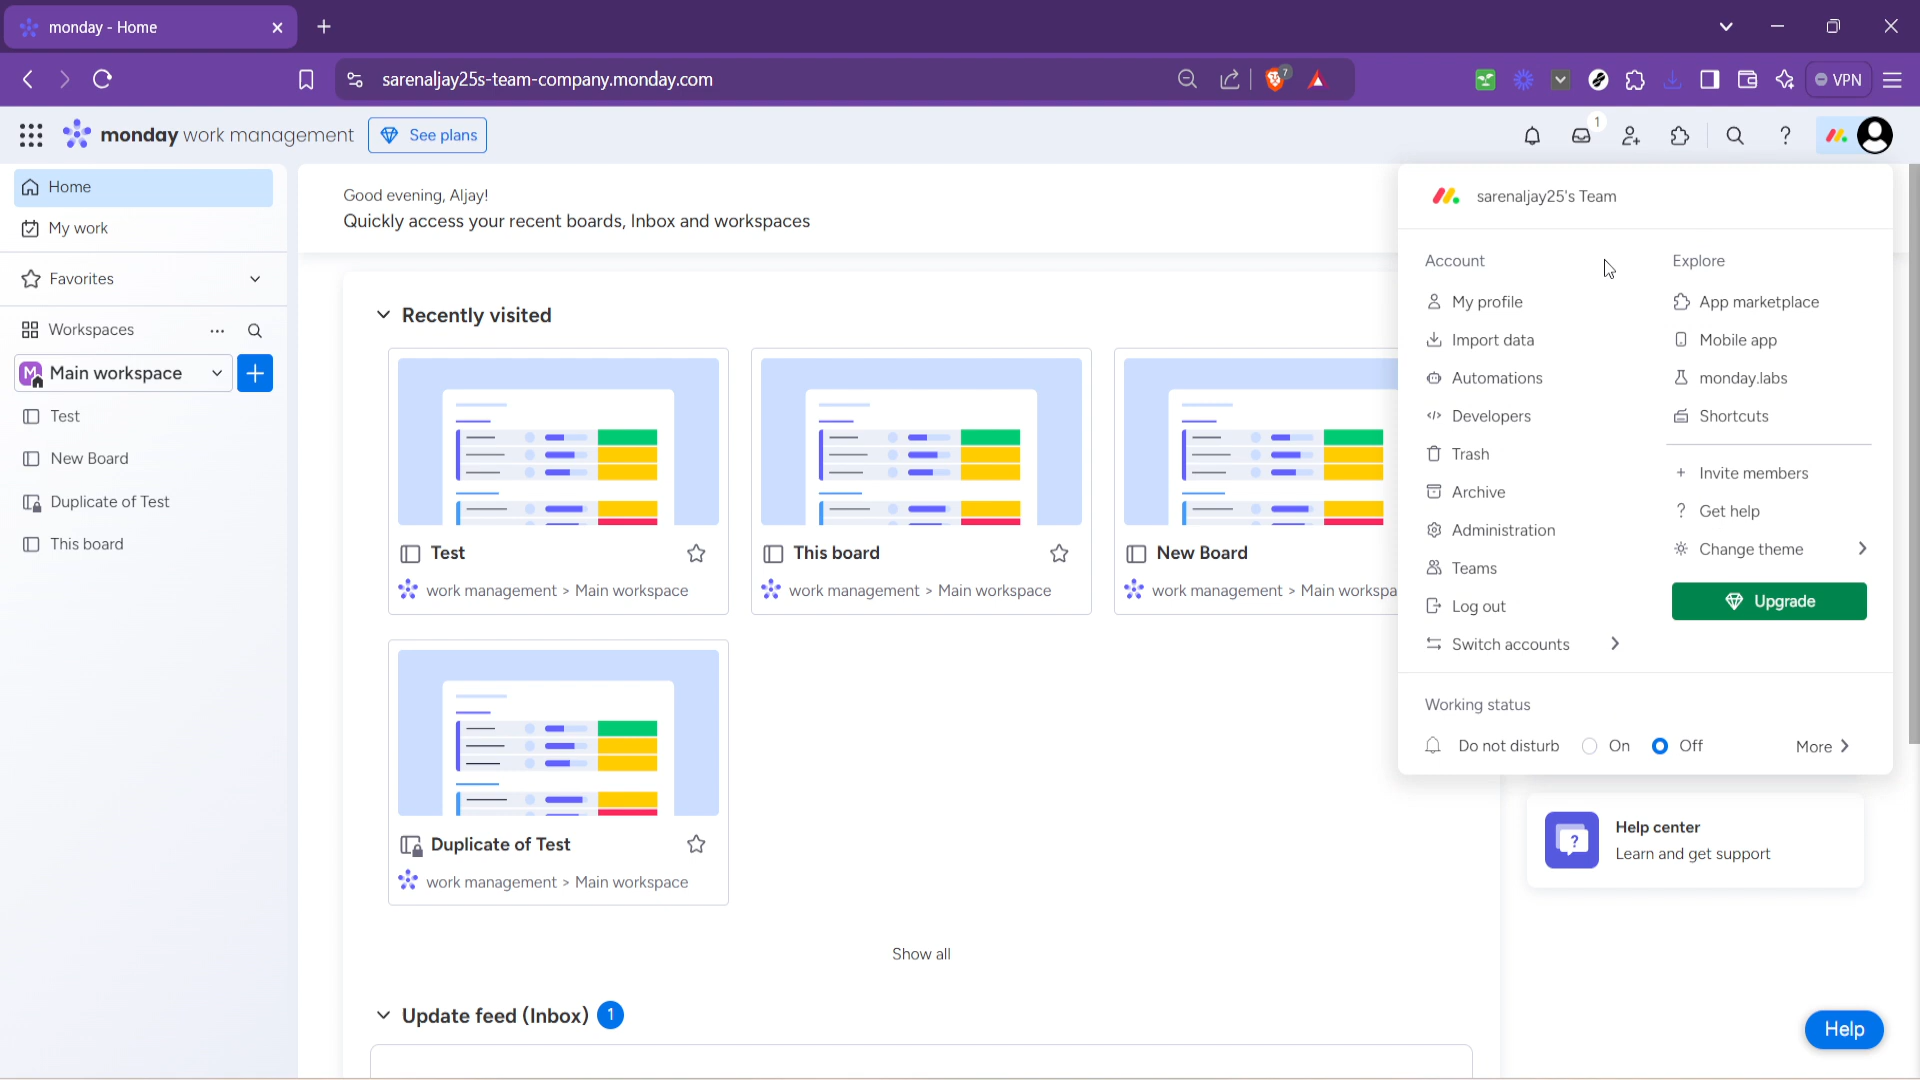 monday - Home
sarenaljay25s-team-company.monday.com
7
VPN
monday work management
See plans
1
Home
My work
Favorites
Workspaces
M Main workspace
Test
New Board
Duplicate of Test
This board
Good evening, Aljay!
Quickly access your recent boards, Inbox and workspaces
Recently visited
Test
work management > Main workspace
This board
work management > Main workspace
New Board
work management > Main workspa
Duplicate of Test
work management > Main workspace
Show all
Update feed (Inbox) 1
sarenaljay25's Team
Account
My profile
Import data
Automations
Developers
Trash
Archive
Administration
Teams
Log out
Switch accounts
Explore
App marketplace
Mobile app
monday.labs
Shortcuts
Invite members
Get help
Change theme
Upgrade
Working status
Do not disturb On Off More
Help center
Learn and get support
Help